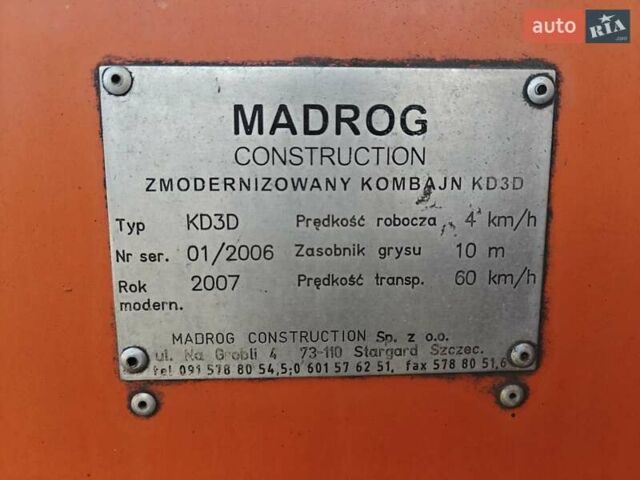 auto RIA.com
MADROG
CONSTRUCTION
ZMODERNIZOWANY KOMBAJN KD3D
Typ KD3D Prędkość robocza 4 km/h
Nr ser. 01/2006 Zasobnik grysu 10 m
Rok modern. 2007 Prędkość transp. 60 km/h
MADROG CONSTRUCTION Sp. z o.o.
ul. Na Grobli 4 73-110 Stargard Szczec.
tel 091 578 80 54,5;0 601 57 62 51, fax 578 80 51,6